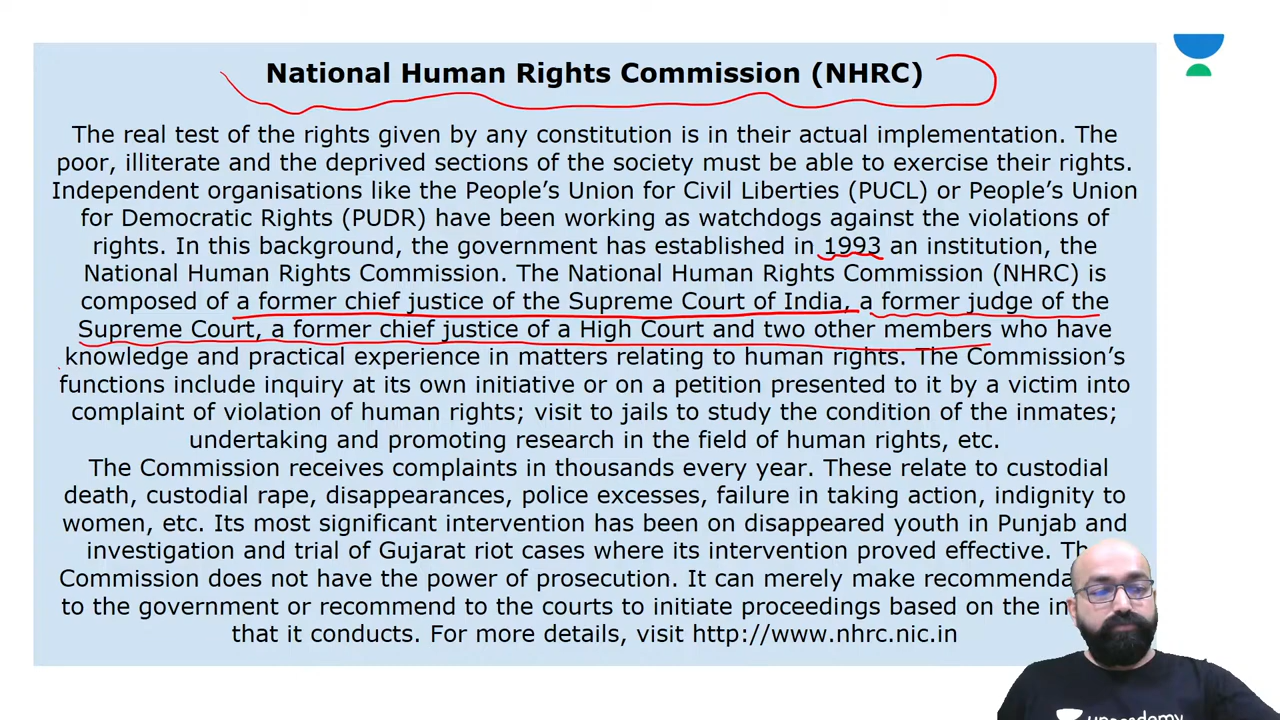 National Human Rights Commission (NHRC)
The real test of the rights given by any constitution is in their actual implementation. The
poor, illiterate and the deprived sections of the society must be able to exercise their rights.
Independent organisations like the People’s Union for Civil Liberties (PUCL) or People’s Union
for Democratic Rights (PUDR) have been working as watchdogs against the violations of
rights. In this background, the government has established in 1993 an institution, the
National Human Rights Commission. The National Human Rights Commission (NHRC) is
composed of a former chief justice of the Supreme Court of India, a former judge of the
Supreme Court, a former chief justice of a High Court and two other members who have
knowledge and practical experience in matters relating to human rights. The Commission’s
functions include inquiry at its own initiative or on a petition presented to it by a victim into
complaint of violation of human rights; visit to jails to study the condition of the inmates;
undertaking and promoting research in the field of human rights, etc.
The Commission receives complaints in thousands every year. These relate to custodial
death, custodial rape, disappearances, police excesses, failure in taking action, indignity to
women, etc. Its most significant intervention has been on disappeared youth in Punjab and
investigation and trial of Gujarat riot cases where its intervention proved effective.
Commission does not have the power of prosecution. It can merely make
to the government or recommend to the courts to initiate proceedings based on the
that it conducts. For more details, visit http://www.nhrc.nic.in